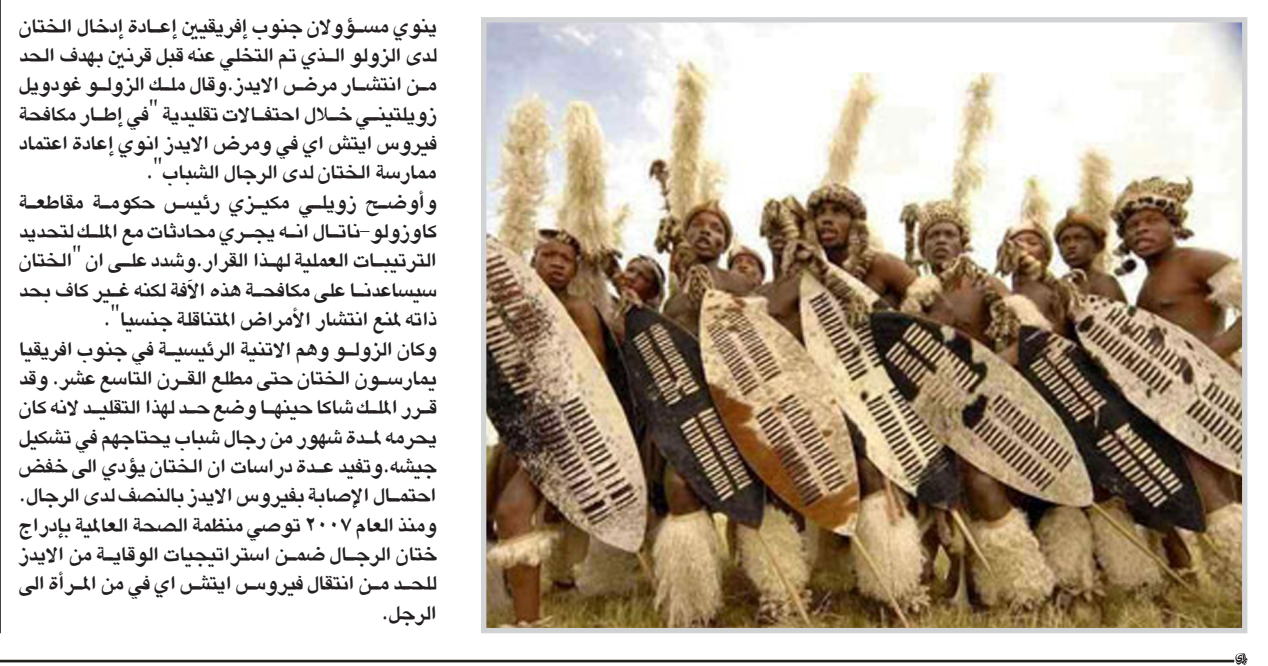 ينوي مسؤولان جنوب إفريقيين إعادة إدخال الختان
لدى الزولو الذي تم التخلي عنه قبل قرنين بهدف الحد
من انتشار مرض الايدز.وقال ملك الزولو غودويل
زويلتيني خلال احتفالات تقليدية "في إطار مكافحة
فيروس ايتش اي في ومرض الايدز انوي إعادة اعتماد
ممارسة الختان لدى الرجال الشباب".
وأوضح زويلي مكيزي رئيس حكومة مقاطعة
كاوزولو-ناتال انه يجري محادثات مع الملك لتحديد
الترتيبات العملية لهذا القرار.وشدد على ان "الختان
سيساعدنا على مكافحة هذه الآفة لكنه غير كاف بحد
ذاته لمنع انتشار الأمراض المتناقلة جنسيا".
وكان الزولو وهم الاتنية الرئيسية في جنوب افريقيا
يمارسون الختان حتى مطلع القرن التاسع عشر. وقد
قرر الملك شاكا حينها وضع حد لهذا التقليد لانه كان
يحرمه لمدة شهور من رجال شباب يحتاجهم في تشكيل
جيشه.وتفيد عدة دراسات ان الختان يؤدي الى خفض
احتمال الإصابة بفيروس الايدز بالنصف لدى الرجال.
ومنذ العام ٢٠٠٧ توصي منظمة الصحة العالمية بإدراج
ختان الرجال ضمن استراتيجيات الوقاية من الايدز
للحد من انتقال فيروس ايتش اي في من المرأة الى
الرجل.